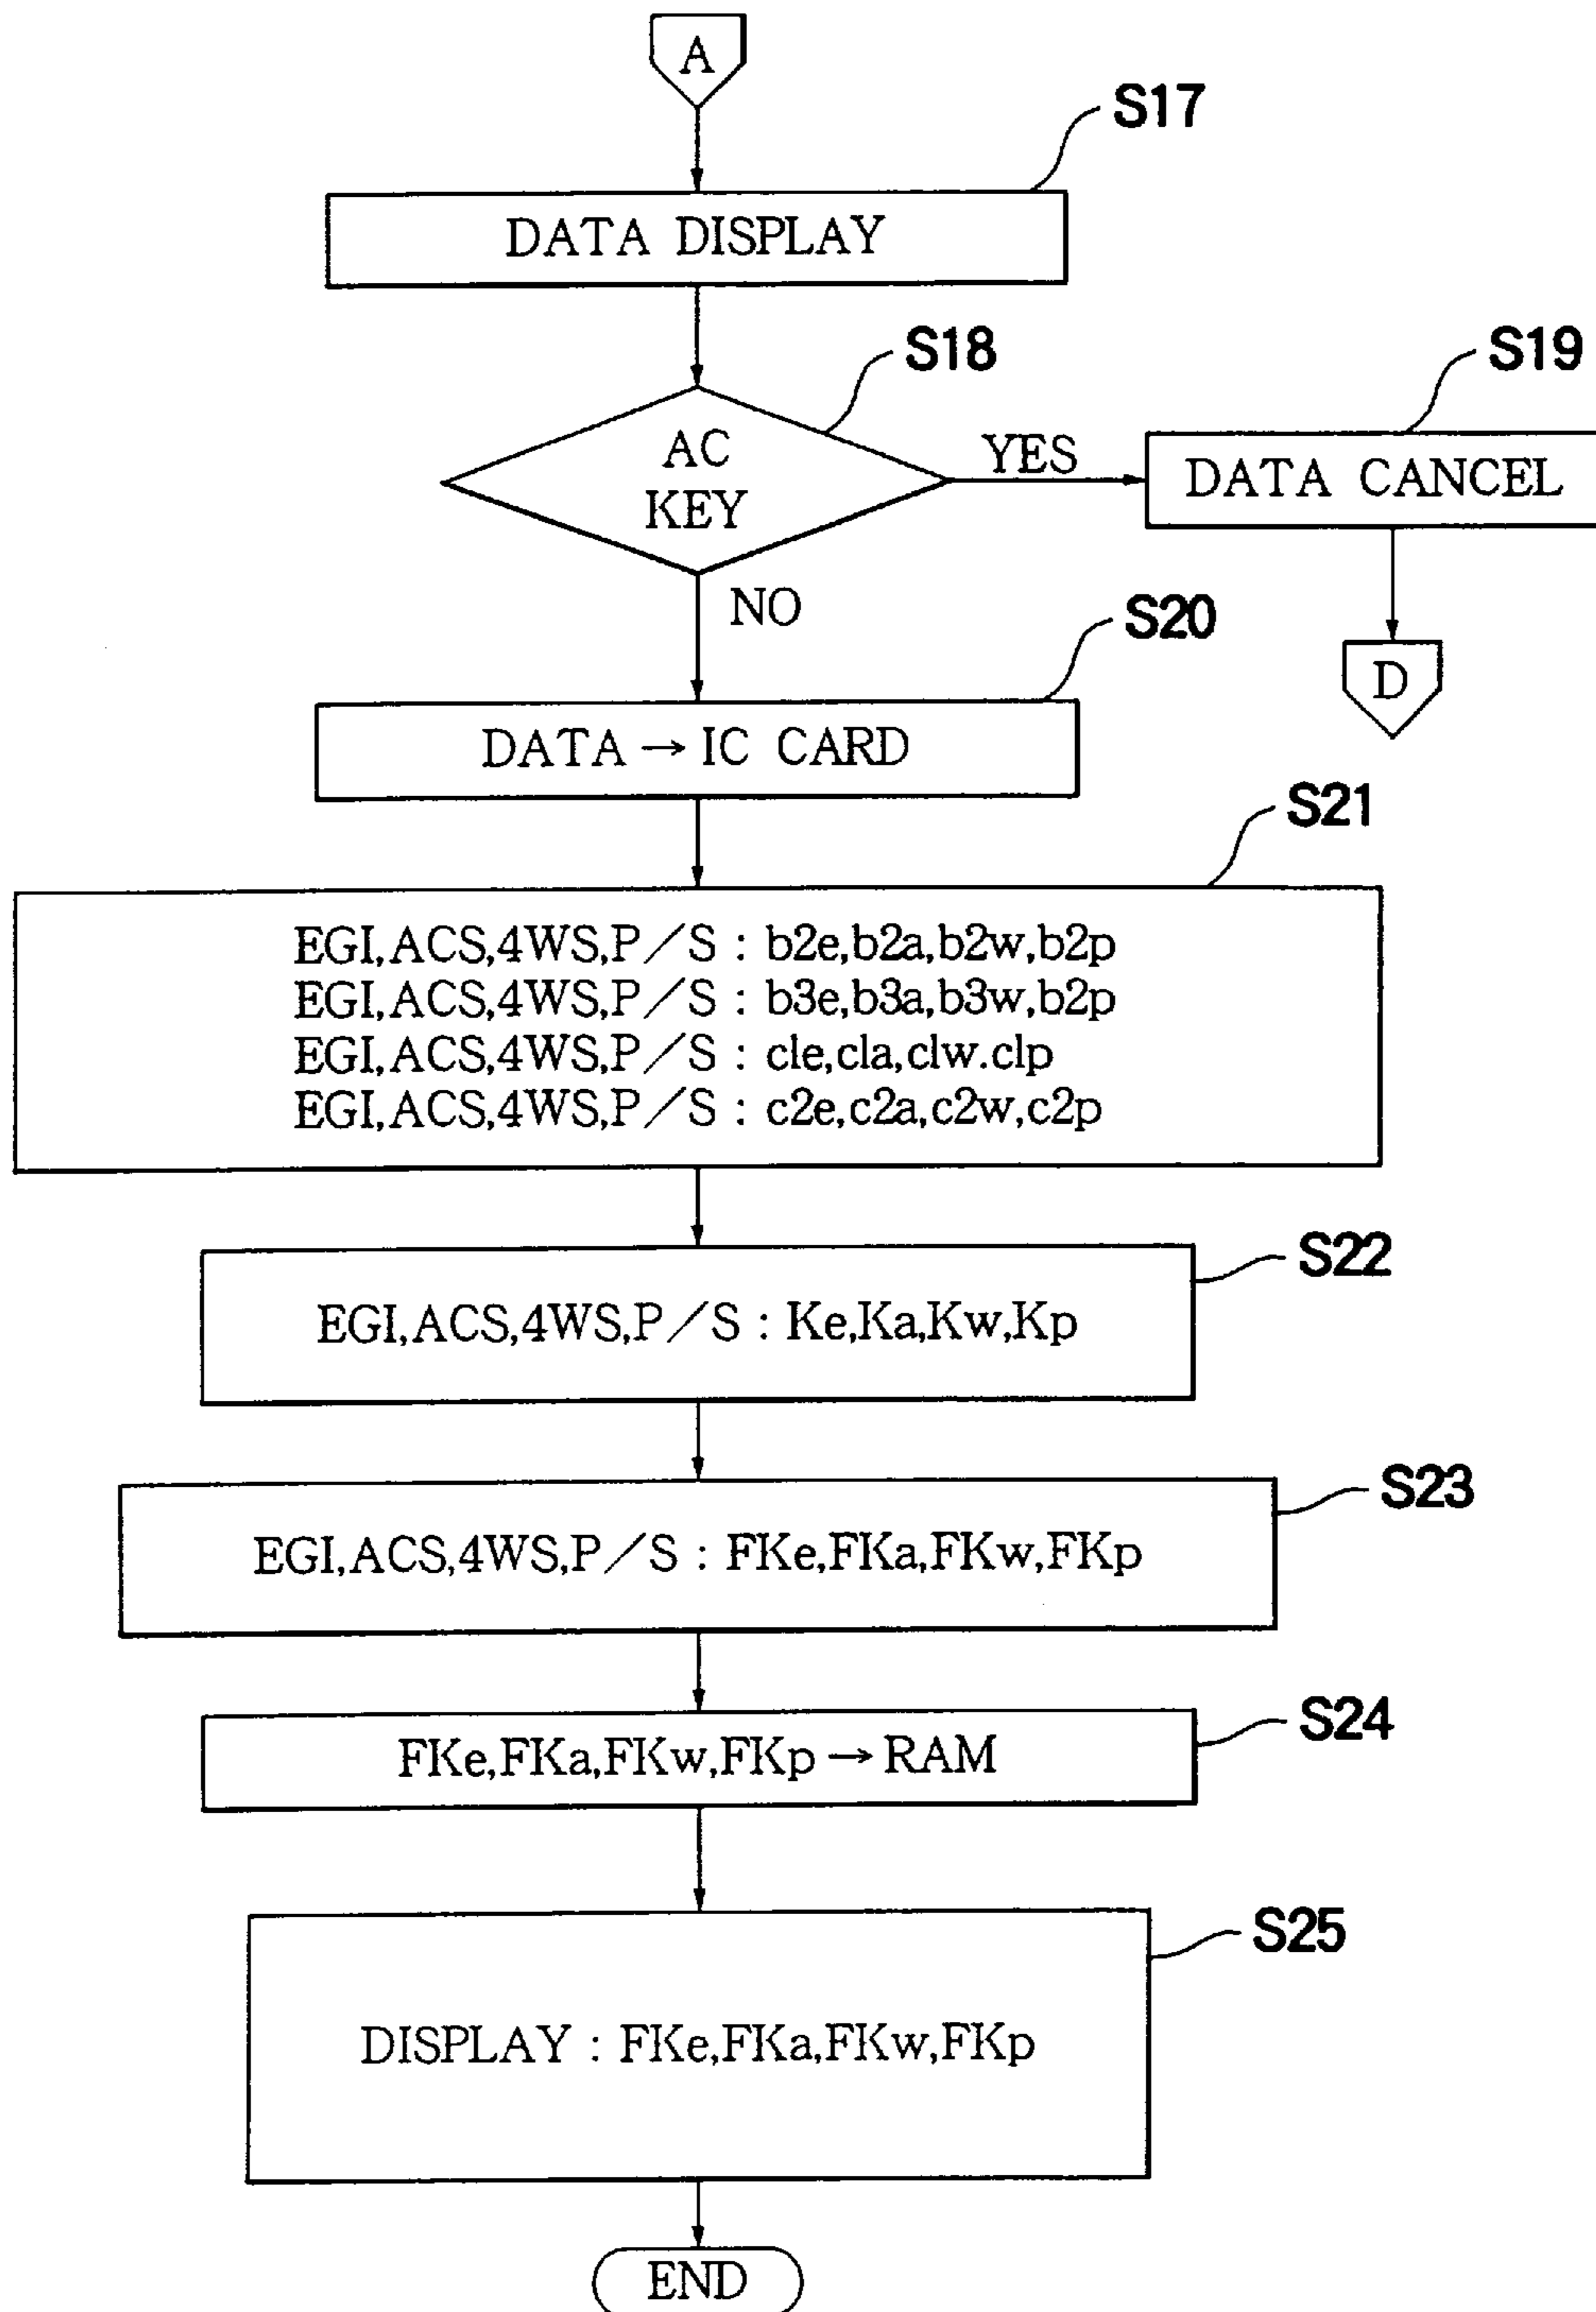 A
S17
DATA DISPLAY
S18
S19
AC
KEY
YES
DATA CANCEL
NO
S20
D
DATA → IC CARD
S21
EGI,ACS,4WS,P/S : b2e,b2a,b2w,b2p
EGI,ACS,4WS,P/S : b3e,b3a,b3w,b2p
EGI,ACS,4WS,P/S : cle,cla,clw.clp
EGI,ACS,4WS,P/S : c2e,c2a,c2w,c2p
S22
EGI,ACS,4WS,P/S : Ke,Ka,Kw,Kp
S23
EGI,ACS,4WS,P/S : FKe,FKa,FKw,FKp
S24
FKe,FKa,FKw,FKp → RAM
S25
DISPLAY : FKe,FKa,FKw,FKp
END